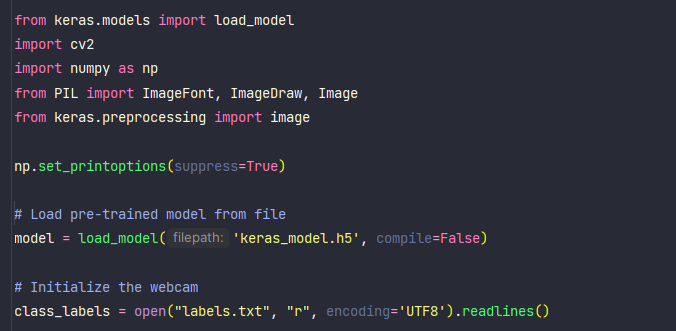 from keras.models import load_model
import cv2
import numpy as np
from PIL import ImageFont, ImageDraw, Image
from keras.preprocessing import image
np.set_printoptions(suppress=True)
# Load pre-trained model from file
model = load_model( filepath: 'keras_model.h5', compile=False)
# Initialize the webcam
class_labels = open("labels.txt", "r", encoding='UTF8').readlines()